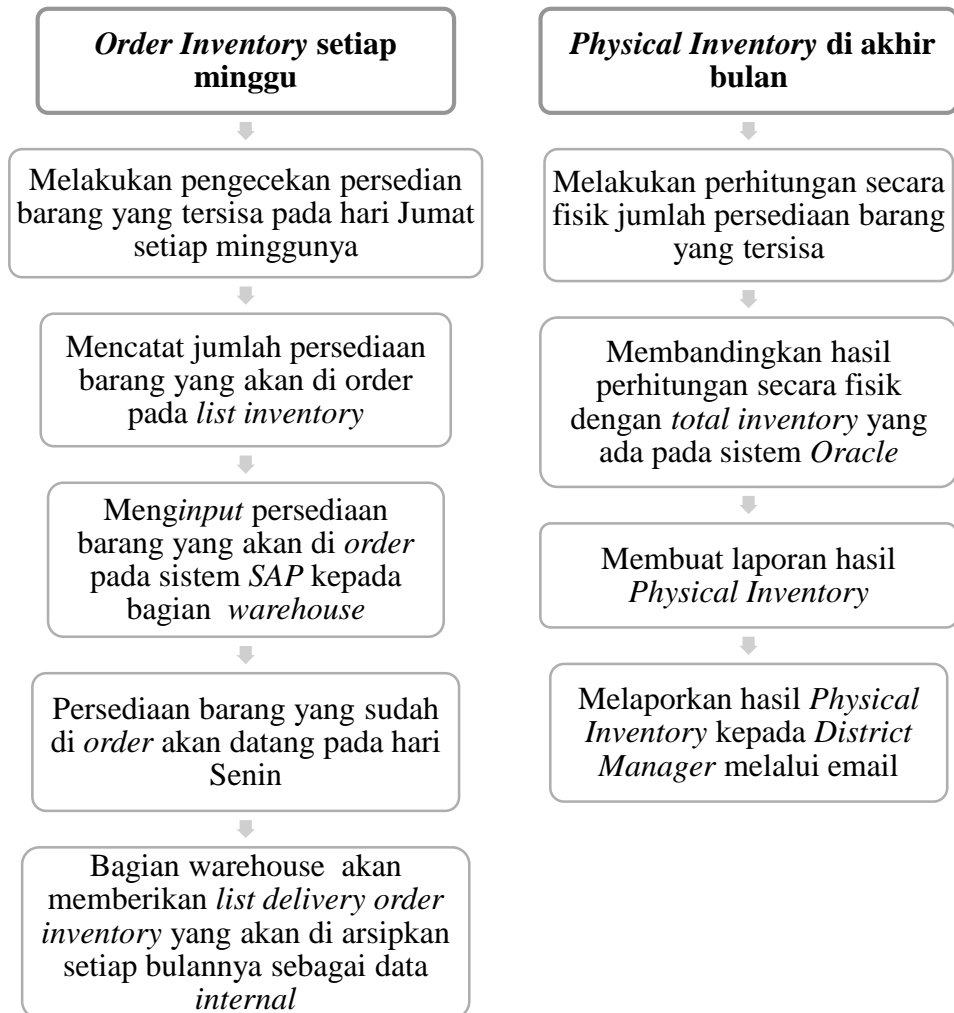 Order Inventory setiap
minggu
Melakukan pengecekan persedian
barang yang tersisa pada hari Jumat
setiap minggunya
Mencatat jumlah persediaan
barang yang akan di order
pada list inventory
Menginput persediaan
barang yang akan di order
pada sistem SAP kepada
bagian warehouse
Persediaan barang yang sudah
di order akan datang pada hari
Senin
Bagian warehouse akan
memberikan list delivery order
inventory yang akan di arsipkan
setiap bulannya sebagai data
internal
Physical Inventory di akhir
bulan
Melakukan perhitungan secara
fisik jumlah persediaan barang
yang tersisa
Membandingkan hasil
perhitungan secara fisik
dengan total inventory yang
ada pada sistem Oracle
Membuat laporan hasil
Physical Inventory
Melaporkan hasil Physical
Inventory kepada District
Manager melalui email